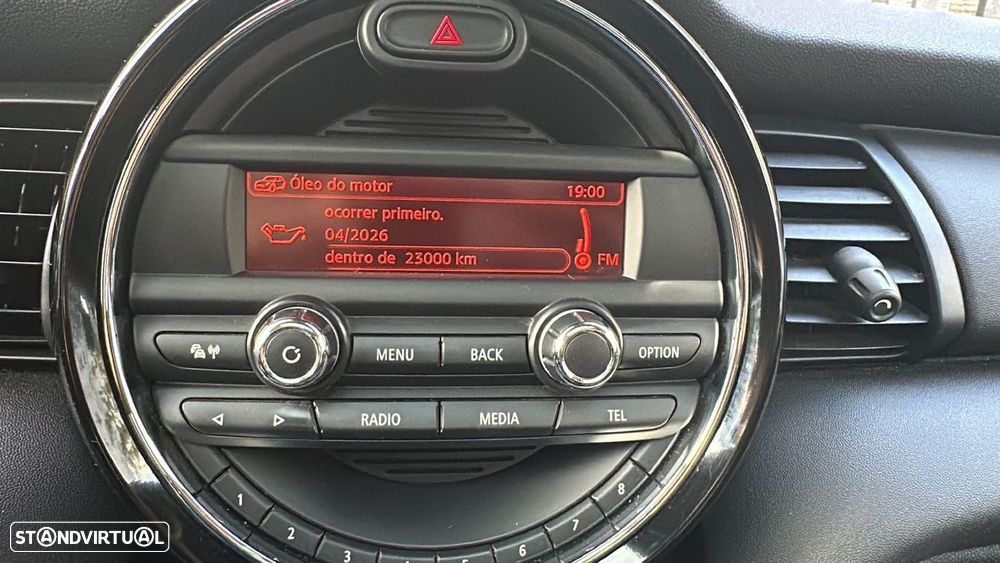 Óleo do motor 19:00
ocorrer primeiro.
04/2026
dentro de 23000 km
FM
MENU BACK OPTION
RADIO MEDIA TEL
1 2 3 5 6 7 8
STANDVIRTUAL